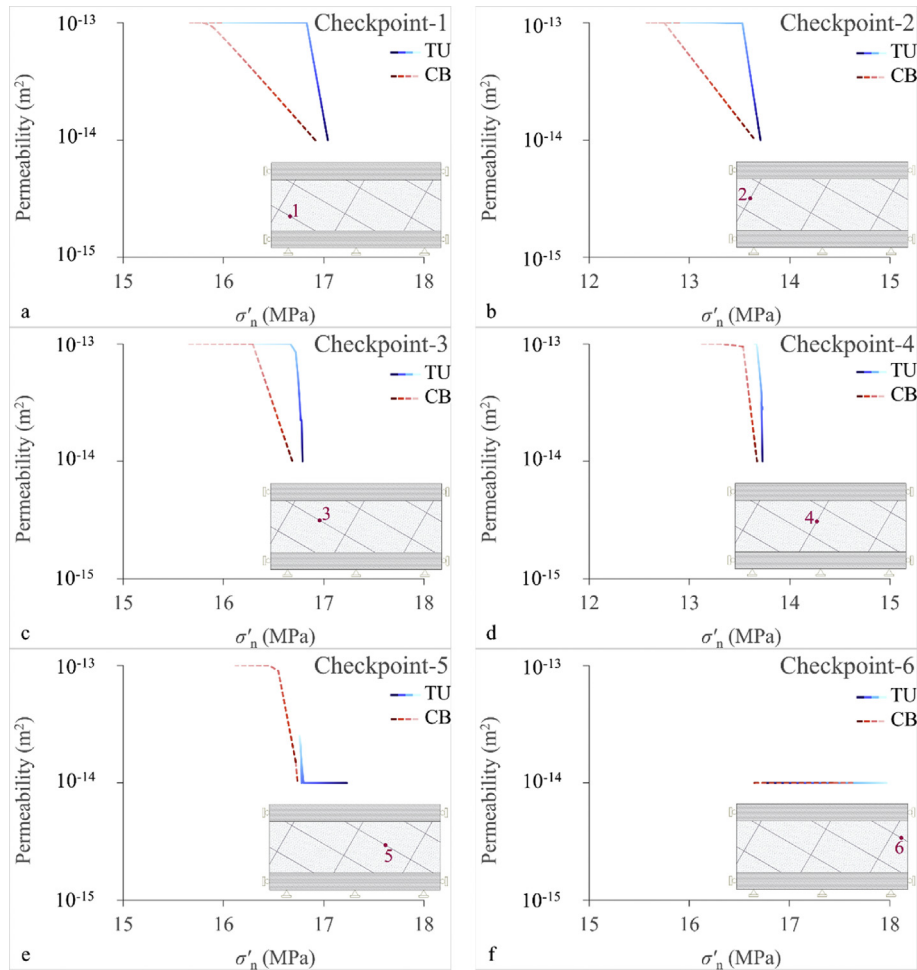 Checkpoint-1
TU
CB
Permeability (m²)
10⁻¹³
10⁻¹⁴
10⁻¹⁵
1
15 16 17 18
σ′ₙ (MPa)
a
Checkpoint-2
TU
CB
Permeability (m²)
10⁻¹³
10⁻¹⁴
10⁻¹⁵
2
12 13 14 15
σ′ₙ (MPa)
b
Checkpoint-3
TU
CB
Permeability (m²)
10⁻¹³
10⁻¹⁴
10⁻¹⁵
3
15 16 17 18
σ′ₙ (MPa)
c
Checkpoint-4
TU
CB
Permeability (m²)
10⁻¹³
10⁻¹⁴
10⁻¹⁵
4
12 13 14 15
σ′ₙ (MPa)
d
Checkpoint-5
TU
CB
Permeability (m²)
10⁻¹³
10⁻¹⁴
10⁻¹⁵
5
15 16 17 18
σ′ₙ (MPa)
e
Checkpoint-6
TU
CB
Permeability (m²)
10⁻¹³
10⁻¹⁴
10⁻¹⁵
6
15 16 17 18
σ′ₙ (MPa)
f